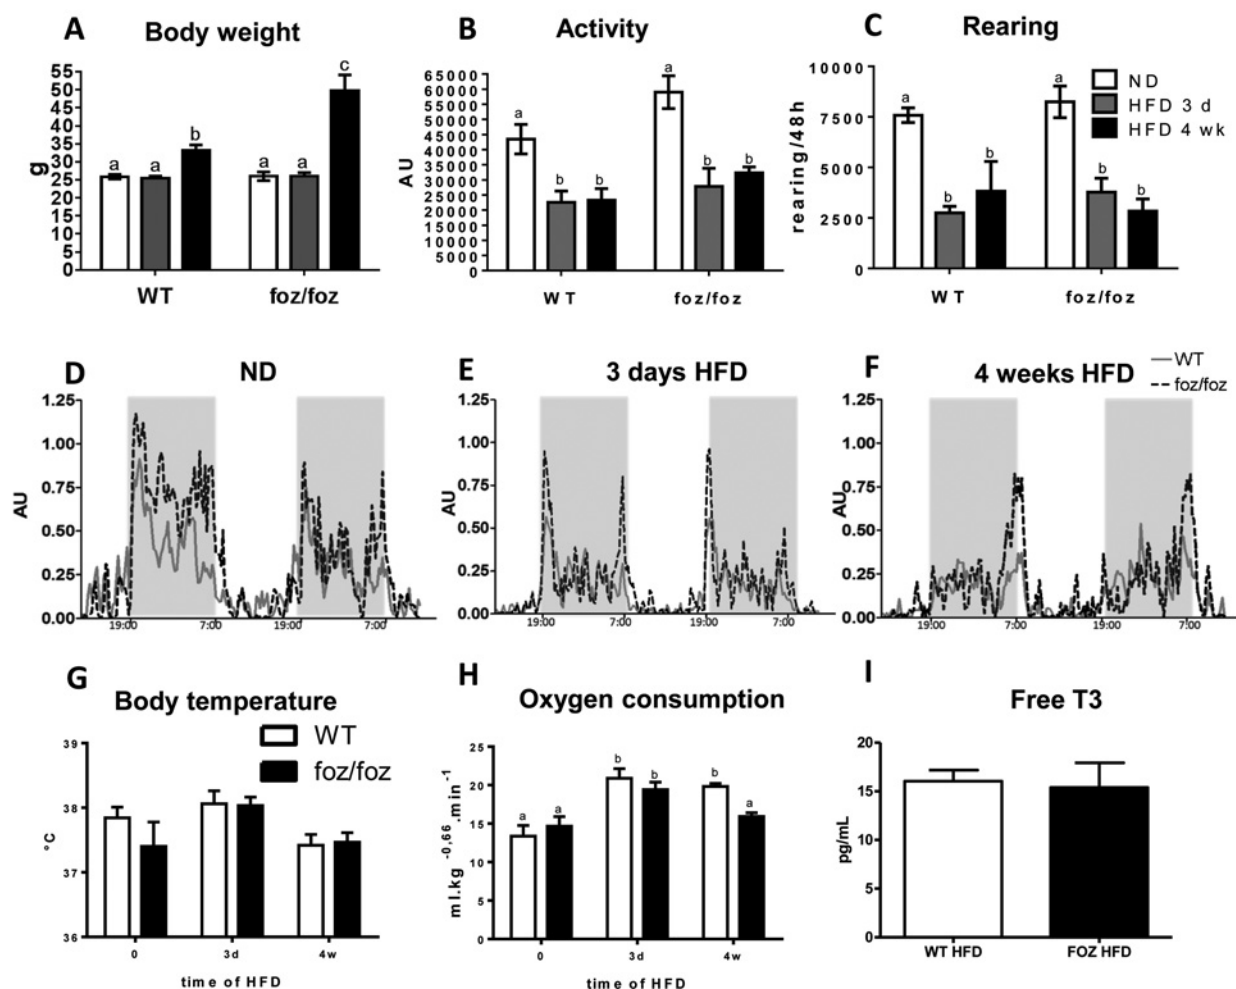 A Body weight
g
55
50
45
40
35
30
25
20
15
10
5
0
a a b a a c
WT foz/foz
B Activity
AU
65000
60000
55000
50000
45000
40000
35000
30000
25000
20000
15000
10000
5000
0
a b b a b b
WT foz/foz
C Rearing
rearing/48h
10000
7500
5000
2500
0
a b b a b b
ND
HFD 3 d
HFD 4 wk
WT foz/foz
D ND
AU
1.25
1.00
0.75
0.50
0.25
0.00
19:00 7:00 19:00 7:00
E 3 days HFD
AU
1.25
1.00
0.75
0.50
0.25
0.00
19:00 7:00 19:00 7:00
F 4 weeks HFD
WT
foz/foz
AU
1.25
1.00
0.75
0.50
0.25
0.00
19:00 7:00 19:00 7:00
G
Body temperature
WT
foz/foz
°C
39
38
37
36
0 3 d 4 w
time of HFD
H
Oxygen consumption
ml.kg -0,66.min-1
25
20
15
10
5
0
a a b b b a
0 3 d 4 w
time of HFD
I
Free T3
pg/mL
20
15
10
5
0
WT HFD FOZ HFD